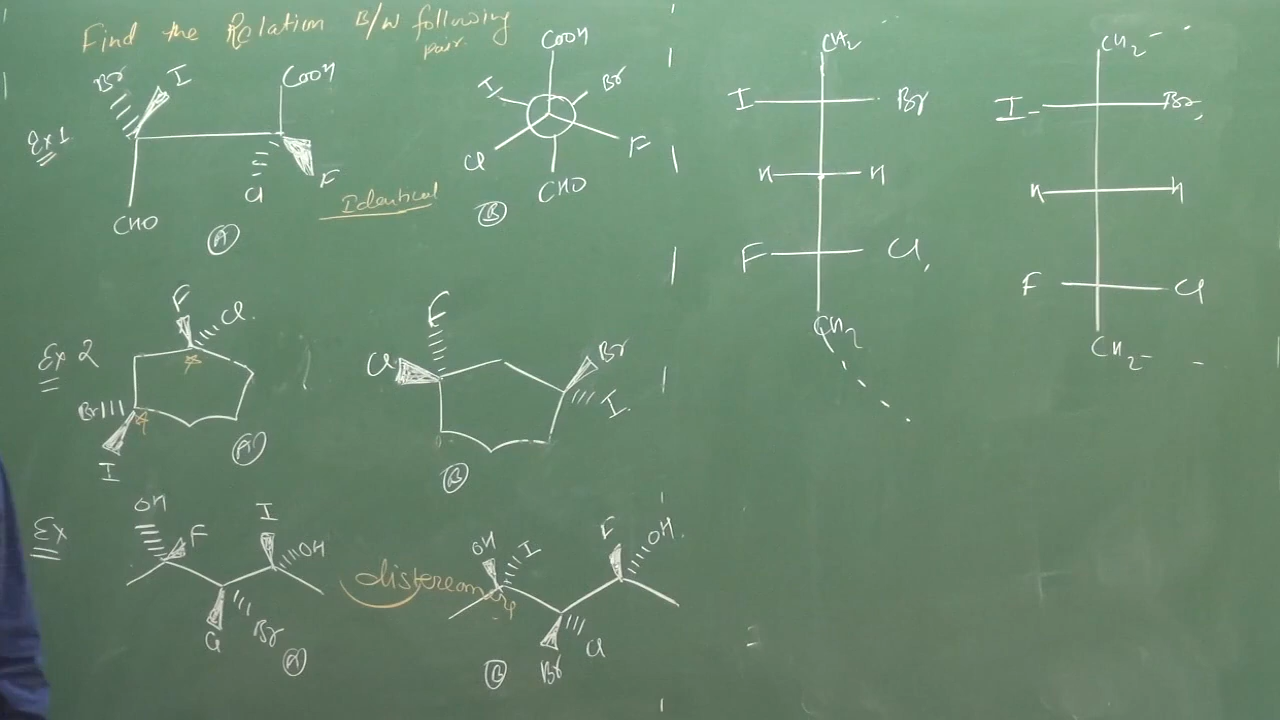 Find the Relation B/W following
pair.
Ex 1
Br I COOH
CHO Cl F
A
Identical
COOH
I Br
Cl F
CHO
B
CH2
I Br
H H
F Cl,
CH2
CH2
I Br,
H H
F Cl
CH2
Ex 2
F Cl.
Br
I
A
F
Cl Br
I.
B
Ex
OH F I OH
Cl Br
A
OH I F OH.
Br Cl
B